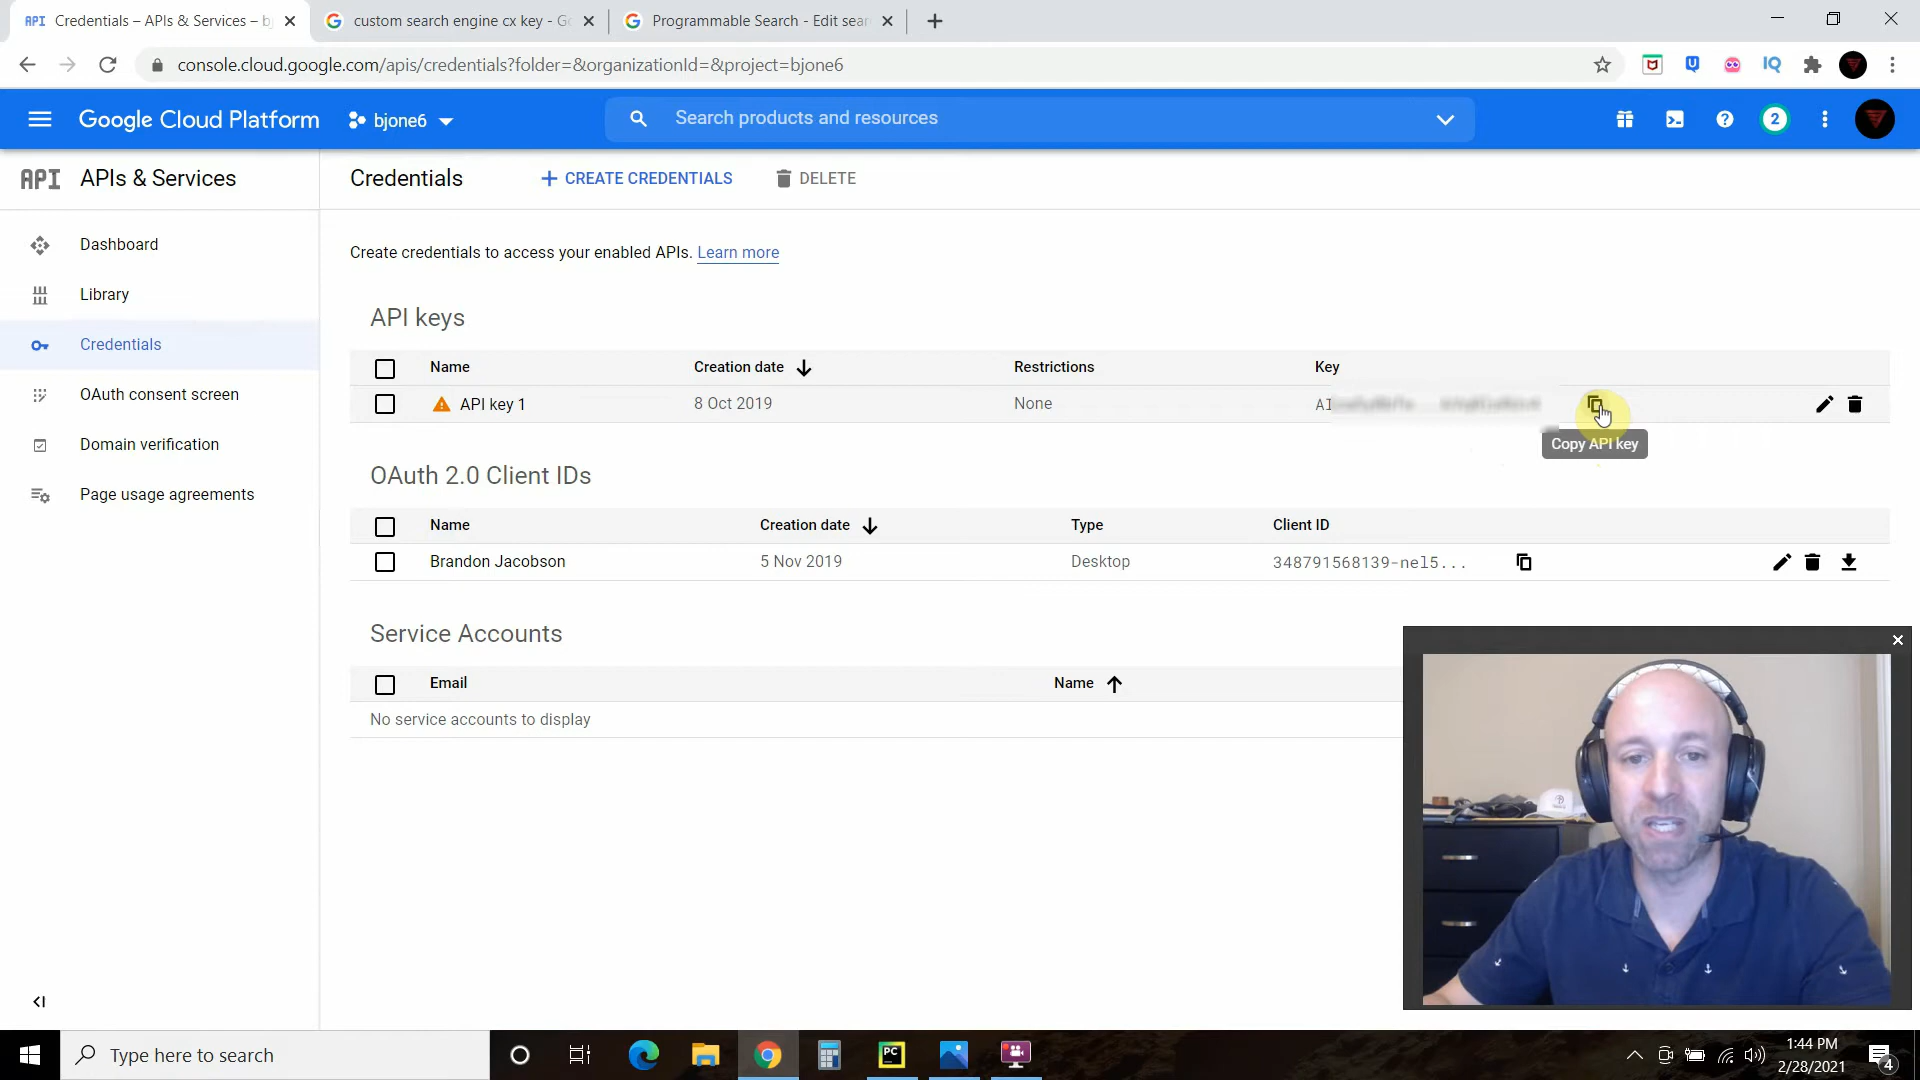 API Credentials – APIs & Services – b
custom search engine cx key - G
Programmable Search - Edit sear
console.cloud.google.com/apis/credentials?folder=&organizationId=&project=bjone6
IQ
Google Cloud Platform
bjone6
Search products and resources
2
API APIs & Services
Credentials
CREATE CREDENTIALS
DELETE
Dashboard
Library
Credentials
OAuth consent screen
Domain verification
Page usage agreements
Create credentials to access your enabled APIs. Learn more
API keys
Name Creation date Restrictions Key
API key 1 8 Oct 2019 None
Copy API key
OAuth 2.0 Client IDs
Name Creation date Type Client ID
Brandon Jacobson 5 Nov 2019 Desktop 348791568139-nel5...
Service Accounts
Email Name
No service accounts to display
Type here to search
PC
1:44 PM
2/28/2021
4